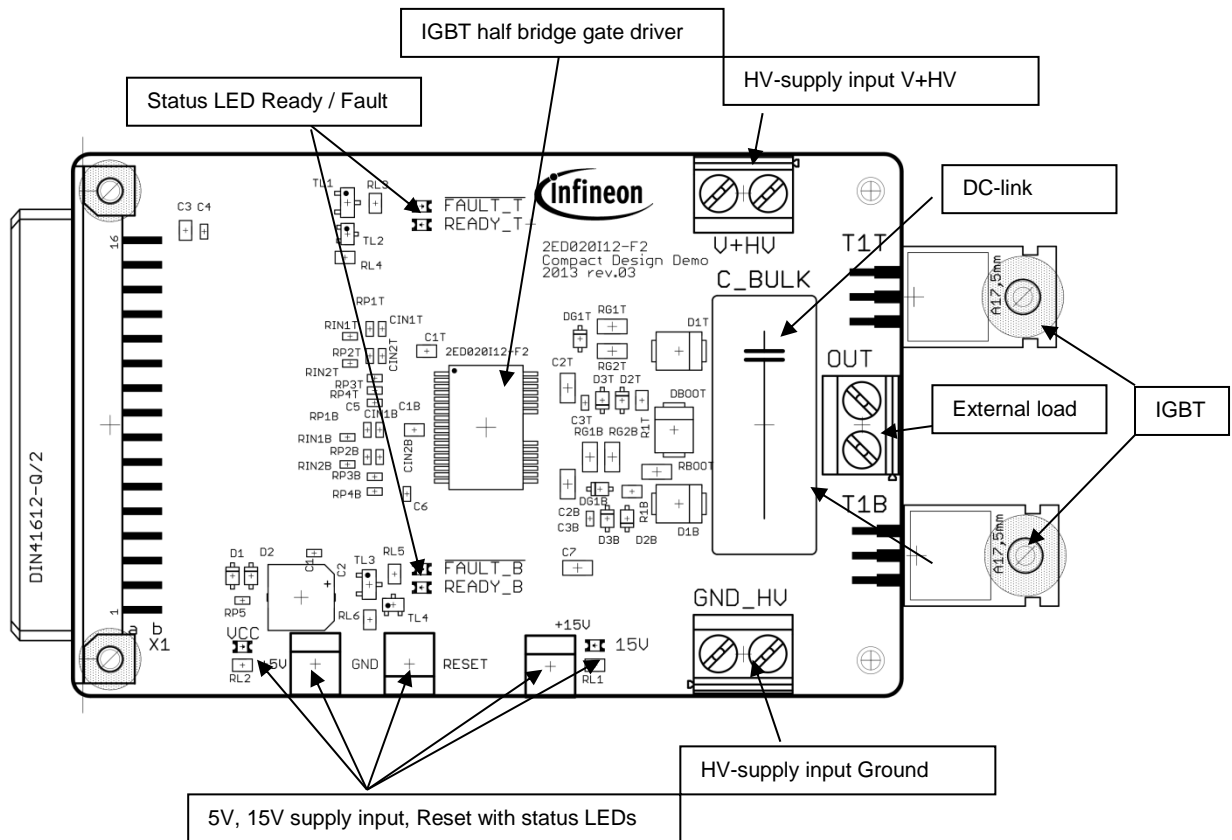 IGBT half bridge gate driver
HV-supply input V+HV
Status LED Ready / Fault
DC-link
External load
IGBT
HV-supply input Ground
5V, 15V supply input, Reset with status LEDs
infineon
2ED020I12-F2
Compact Design Demo
2013 rev.03
FAULT_T
READY_T
TL1
RL3
TL2
RL4
C3
C4
16
V+HV
C_BULK
T1T
A17,5mm
OUT
T1B
A17,5mm
GND_HV
RP1T
RIN1T
CIN1T
RP2T
CIN2T
RIN2T
RP3T
RP4T
C5
RP1B
CIN1B
RIN1B
RP2B
CIN2B
RIN2B
RP3B
RP4B
C6
C1T
C1B
2ED020I12-F2
DG1T
RG1T
RG2T
D1T
C2T
D3T
D2T
C3T
R1T
DBOOT
RG1B
RG2B
RBOOT
DG1B
C2B
C3B
D3B
D2B
R1B
D1B
C7
DIN41612-Q/2
1
a b
X1
D1
D2
RP5
C1
C2
TL3
RL5
RL6
TL4
FAULT_B
READY_B
VCC
RL2
+5V
GND
RESET
+15V
15V
RL1